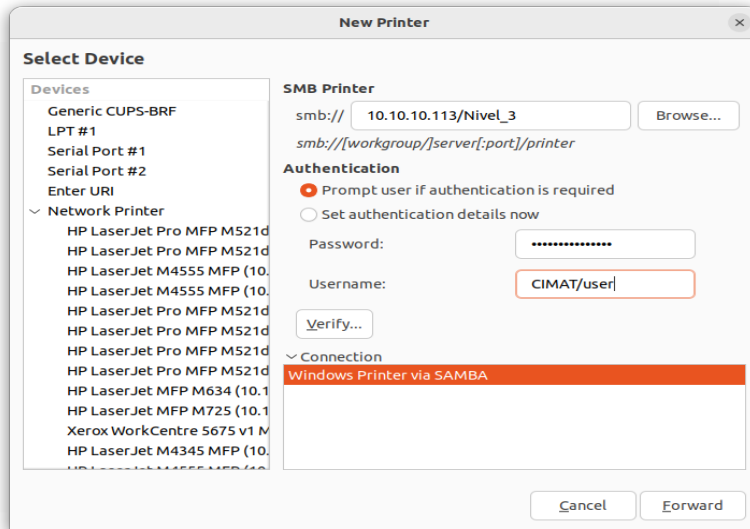 New Printer
Select Device
Devices
Generic CUPS-BRF
LPT #1
Serial Port #1
Serial Port #2
Enter URI
Network Printer
HP LaserJet Pro MFP M521d
HP LaserJet Pro MFP M521d
HP LaserJet M4555 MFP (10.
HP LaserJet M4555 MFP (10.
HP LaserJet Pro MFP M521d
HP LaserJet Pro MFP M521d
HP LaserJet Pro MFP M521d
HP LaserJet Pro MFP M521d
HP LaserJet MFP M634 (10.1
HP LaserJet MFP M725 (10.1
Xerox WorkCentre 5675 v1 M
HP LaserJet M4345 MFP (10.
HP LaserJet M4555 MFP (10.
SMB Printer
smb:// 10.10.10.113/Nivel_3 Browse...
smb://[workgroup/]server[:port]/printer
Authentication
Prompt user if authentication is required
Set authentication details now
Password: •••••••••••••••
Username: CIMAT/user
Verify...
Connection
Windows Printer via SAMBA
Cancel Forward